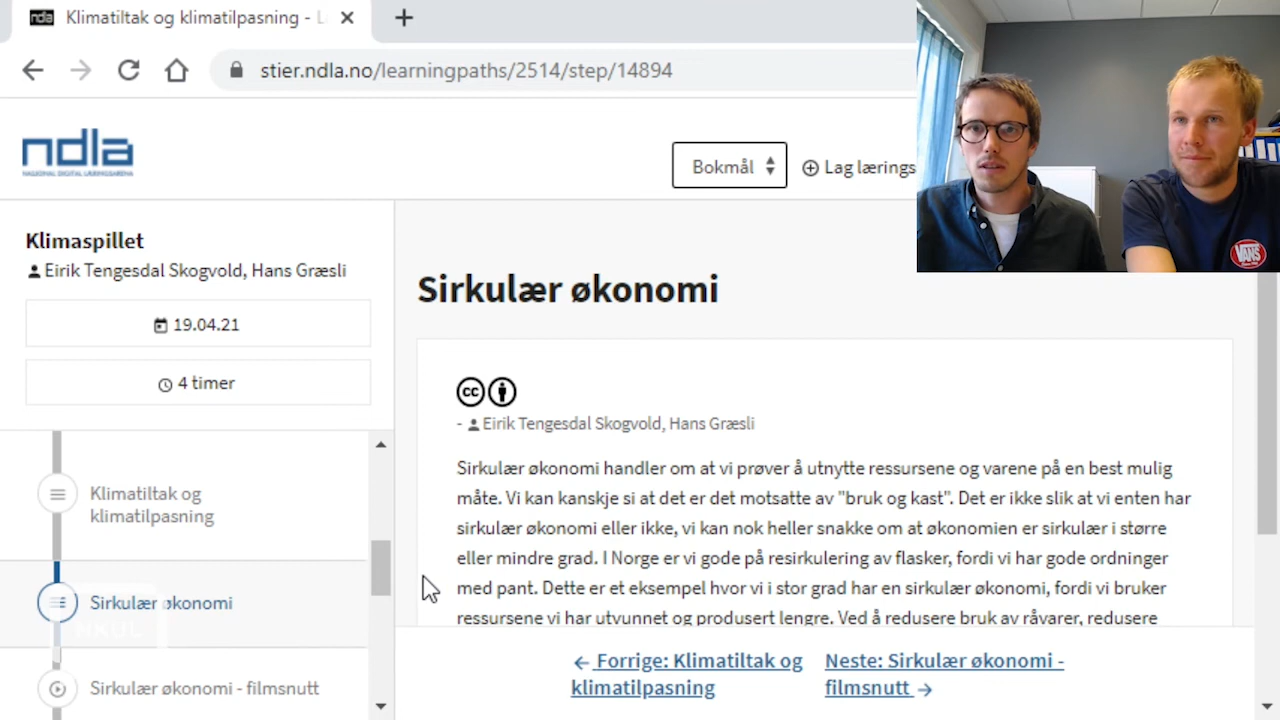 ndla Klimatiltak og klimatilpasning -
stier.ndla.no/learningpaths/2514/step/14894
ndla
NASJONAL DIGITAL LÆRINGSARENA
Bokmål
Lag lærings
Klimaspillet
Eirik Tengesdal Skogvold, Hans Græsli
19.04.21
4 timer
Klimatiltak og
klimatilpasning
Sirkulær økonomi
Sirkulær økonomi - filmsnutt
Sirkulær økonomi
cc
- Eirik Tengesdal Skogvold, Hans Græsli
Sirkulær økonomi handler om at vi prøver å utnytte ressursene og varene på en best mulig
måte. Vi kan kanskje si at det er det motsatte av "bruk og kast". Det er ikke slik at vi enten har
sirkulær økonomi eller ikke, vi kan nok heller snakke om at økonomien er sirkulær i større
eller mindre grad. I Norge er vi gode på resirkulering av flasker, fordi vi har gode ordninger
med pant. Dette er et eksempel hvor vi i stor grad har en sirkulær økonomi, fordi vi bruker
ressursene vi har utvunnet og produsert lengre. Ved å redusere bruk av råvarer, redusere
← Forrige: Klimatiltak og
klimatilpasning
Neste: Sirkulær økonomi -
filmsnutt →
VANS